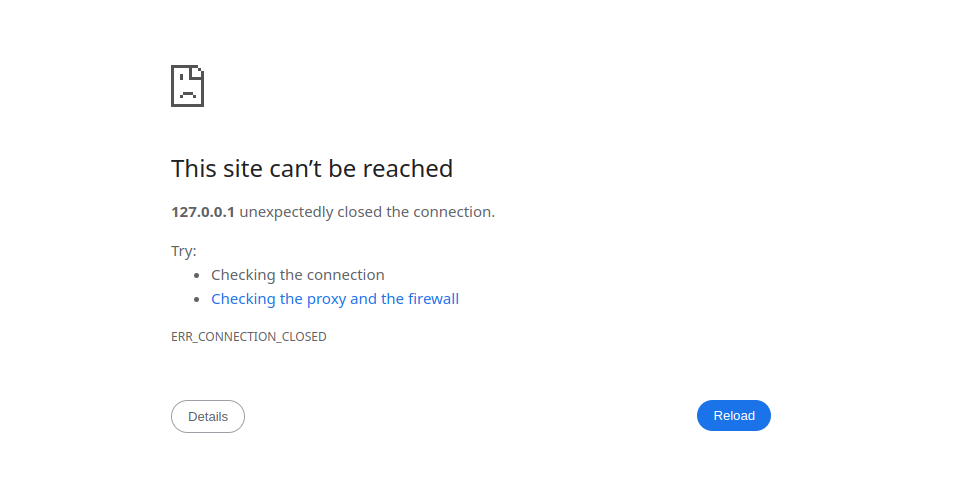 This site can’t be reached
127.0.0.1 unexpectedly closed the connection.
Try:
Checking the connection
Checking the proxy and the firewall
ERR_CONNECTION_CLOSED
Details
Reload